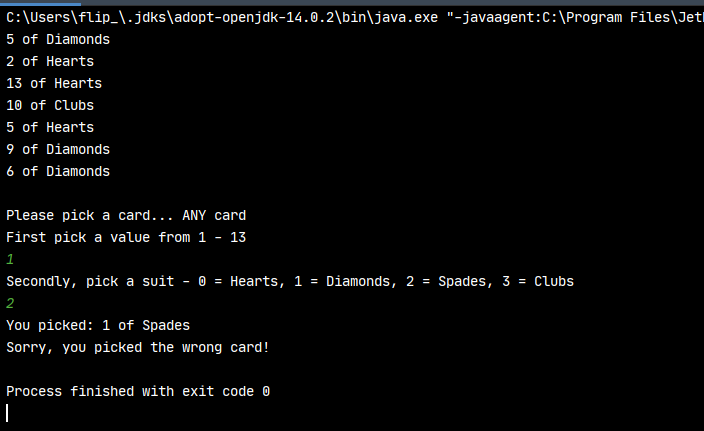 C:\Users\flip_\.jdks\adopt-openjdk-14.0.2\bin\java.exe "-javaagent:C:\Program Files\Jet
5 of Diamonds
2 of Hearts
13 of Hearts
10 of Clubs
5 of Hearts
9 of Diamonds
6 of Diamonds
Please pick a card... ANY card
First pick a value from 1 - 13
1
Secondly, pick a suit - 0 = Hearts, 1 = Diamonds, 2 = Spades, 3 = Clubs
2
You picked: 1 of Spades
Sorry, you picked the wrong card!
Process finished with exit code 0